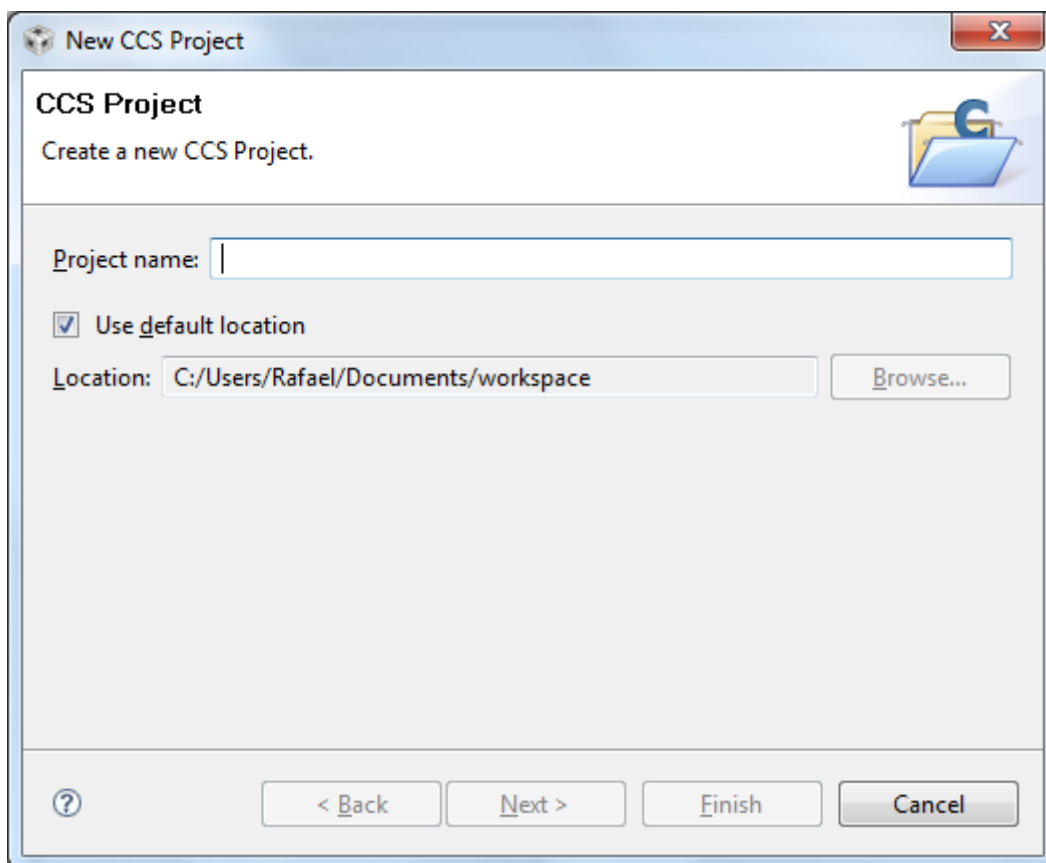 New CCS Project
CCS Project
Create a new CCS Project.
Project name:
Use default location
Location: C:/Users/Rafael/Documents/workspace Browse...
< Back Next > Finish Cancel